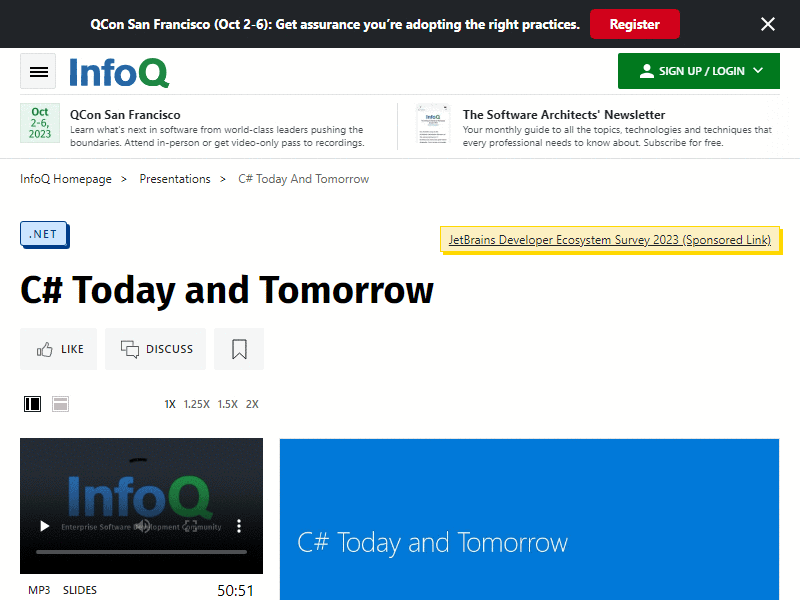 QCon San Francisco (Oct 2-6): Get assurance you’re adopting the right practices. Register
InfoQ
SIGN UP / LOGIN
Oct
2-6,
2023
QCon San Francisco
Learn what's next in software from world-class leaders pushing the
boundaries. Attend in-person or get video-only pass to recordings.
The Software Architects' Newsletter
Your monthly guide to all the topics, technologies and techniques that
every professional needs to know about. Subscribe for free.
InfoQ Homepage > Presentations > C# Today And Tomorrow
.NET
JetBrains Developer Ecosystem Survey 2023 (Sponsored Link)
C# Today and Tomorrow
LIKE DISCUSS
1X 1.25X 1.5X 2X
InfoQ
Enterprise Software Development Community
C# Today and Tomorrow
MP3 SLIDES 50:51